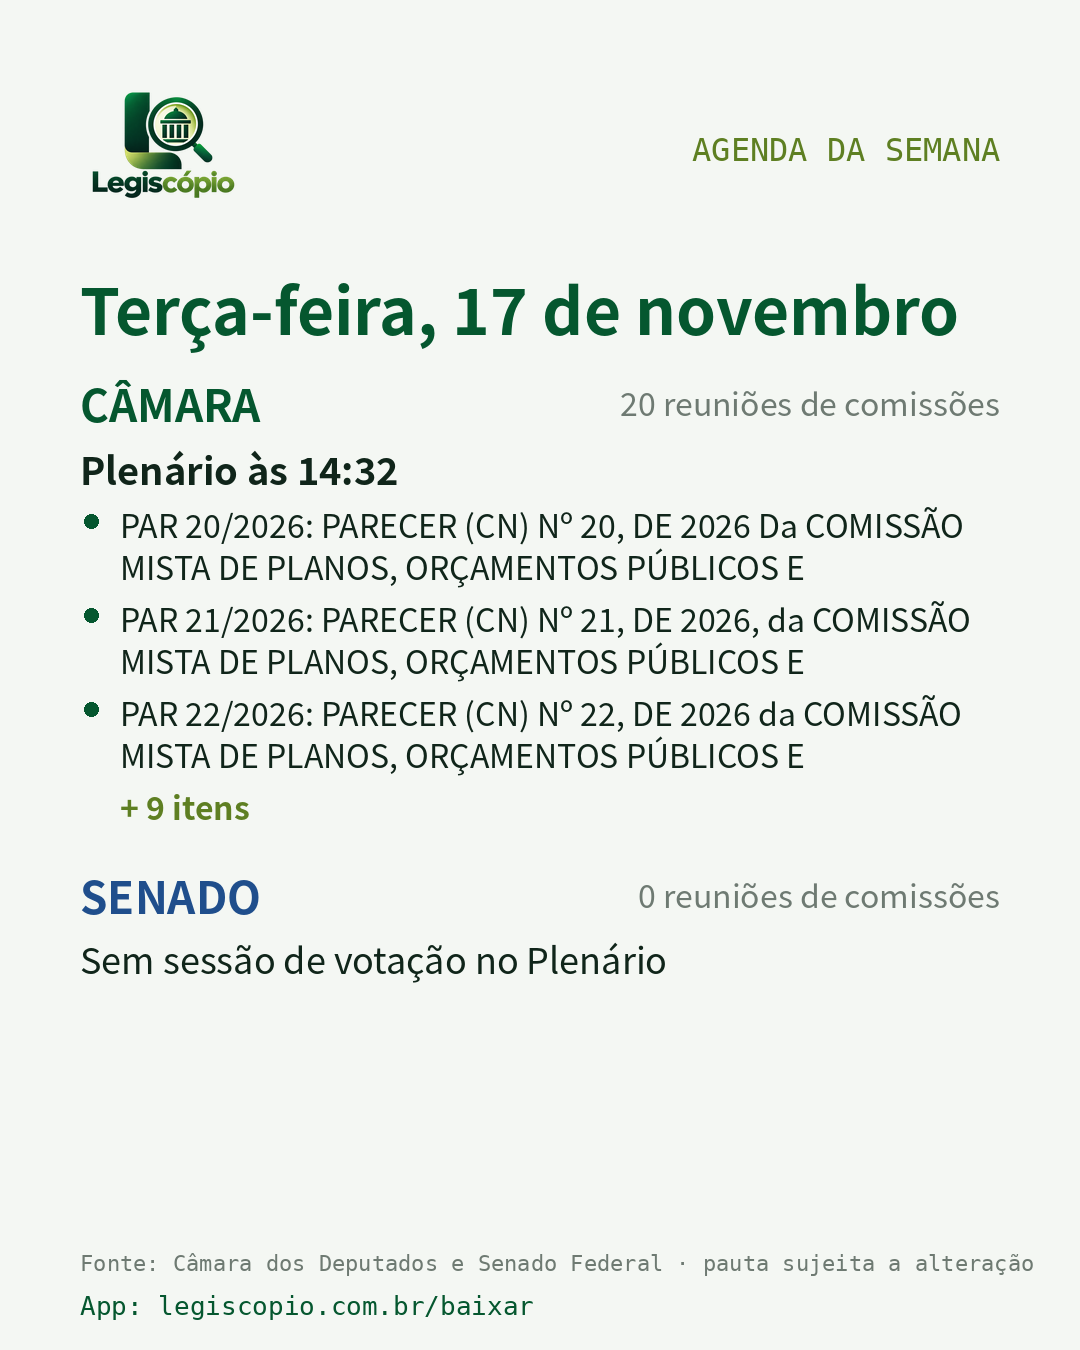 Legiscópio
AGENDA DA SEMANA
Terça-feira, 17 de novembro
CÂMARA
20 reuniões de comissões
Plenário às 14:32
PAR 20/2026: PARECER (CN) Nº 20, DE 2026 Da COMISSÃO
MISTA DE PLANOS, ORÇAMENTOS PÚBLICOS E
PAR 21/2026: PARECER (CN) Nº 21, DE 2026, da COMISSÃO
MISTA DE PLANOS, ORÇAMENTOS PÚBLICOS E
PAR 22/2026: PARECER (CN) Nº 22, DE 2026 da COMISSÃO
MISTA DE PLANOS, ORÇAMENTOS PÚBLICOS E
+ 9 itens
SENADO
0 reuniões de comissões
Sem sessão de votação no Plenário
Fonte: Câmara dos Deputados e Senado Federal · pauta sujeita a alteração
App: legiscopio.com.br/baixar